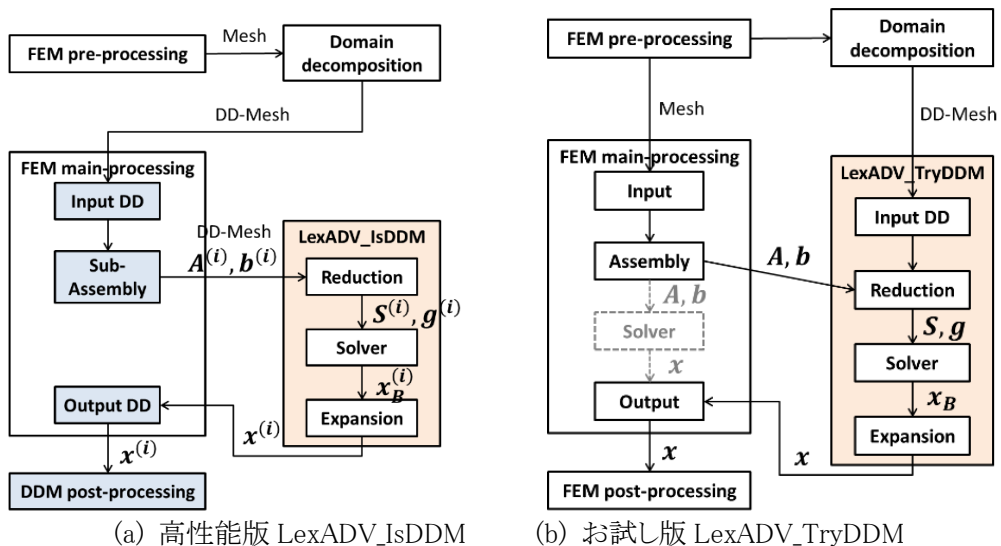 FEM pre-processing
Mesh
Domain
decomposition
DD-Mesh
FEM main-processing
Input DD
Sub-
Assembly
DD-Mesh
A^(i), b^(i)
LexADV_IsDDM
Reduction
S^(i), g^(i)
Solver
x_B^(i)
Expansion
x^(i)
Output DD
x^(i)
DDM post-processing
(a) 高性能版 LexADV_IsDDM
FEM pre-processing
Domain
decomposition
Mesh
DD-Mesh
FEM main-processing
Input
Assembly
A, b
Solver
x
Output
x
FEM post-processing
A, b
LexADV_TryDDM
Input DD
Reduction
S, g
Solver
x_B
Expansion
x
(b) お試し版 LexADV_TryDDM